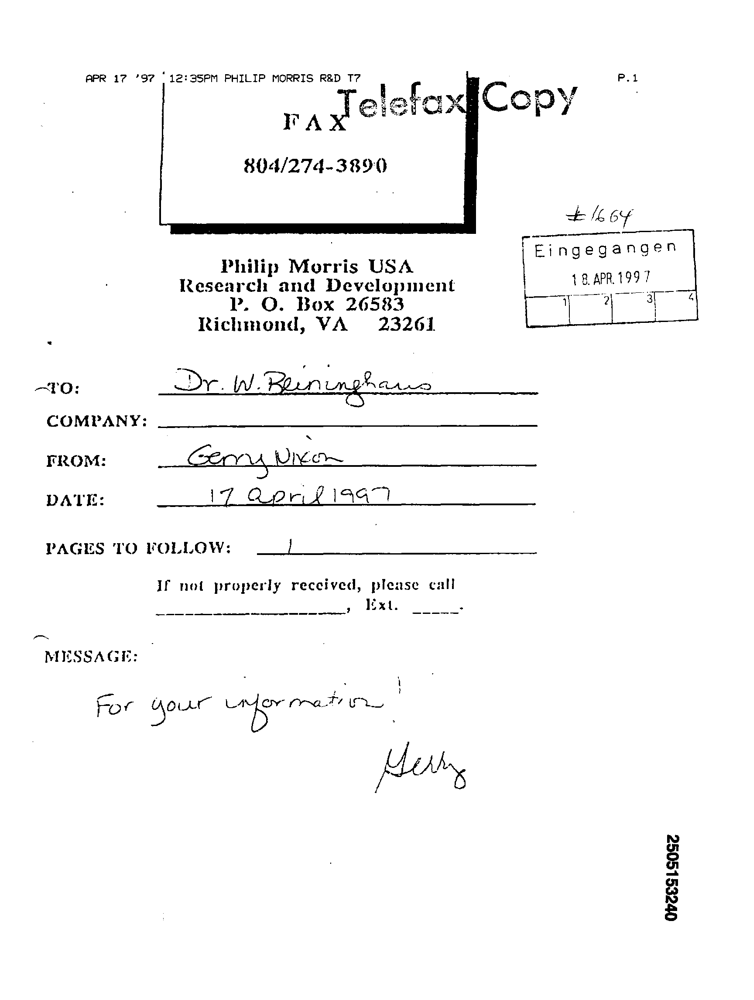 APR 17 '97 12:35PM PHILIP MORRIS R&D T7 P.1
Telefax Copy
FAX
804/274-3890
#1664
Eingegangen
18. APR. 1997
1 2 3 4
Philip Morris USA
Research and Development
P. O. Box 26583
Richmond, VA 23261
TO: Dr. W. Reininghaus
COMPANY:
FROM: Gerry Nixon
DATE: 17 April 1997
PAGES TO FOLLOW: 1
If not properly received, please call
, Ext. .
MESSAGE:
For your information!
Gerry
2505153240